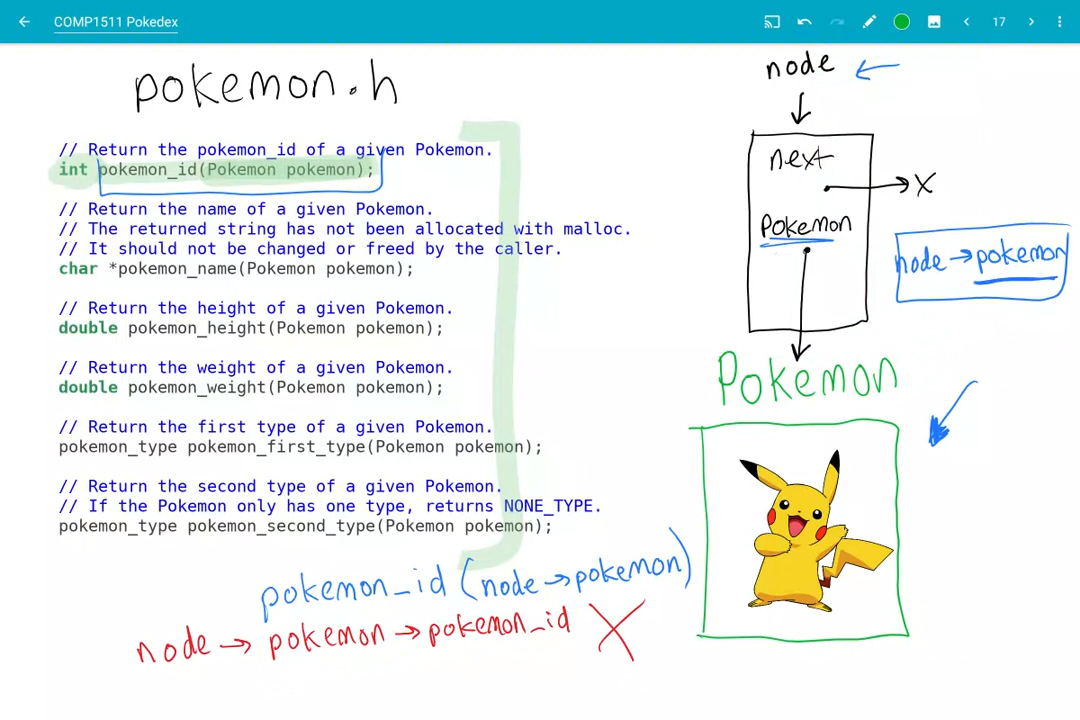 COMP1511 Pokedex
17
pokemon.h
// Return the pokemon_id of a given Pokemon.
int pokemon_id(Pokemon pokemon);
// Return the name of a given Pokemon.
// The returned string has not been allocated with malloc.
// It should not be changed or freed by the caller.
char *pokemon_name(Pokemon pokemon);
// Return the height of a given Pokemon.
double pokemon_height(Pokemon pokemon);
// Return the weight of a given Pokemon.
double pokemon_weight(Pokemon pokemon);
// Return the first type of a given Pokemon.
pokemon_type pokemon_first_type(Pokemon pokemon);
// Return the second type of a given Pokemon.
// If the Pokemon only has one type, returns NONE_TYPE.
pokemon_type pokemon_second_type(Pokemon pokemon);
pokemon_id (node→pokemon)
node→ pokemon→pokemon_id X
node
next
X
Pokemon
node→pokemon
Pokemon